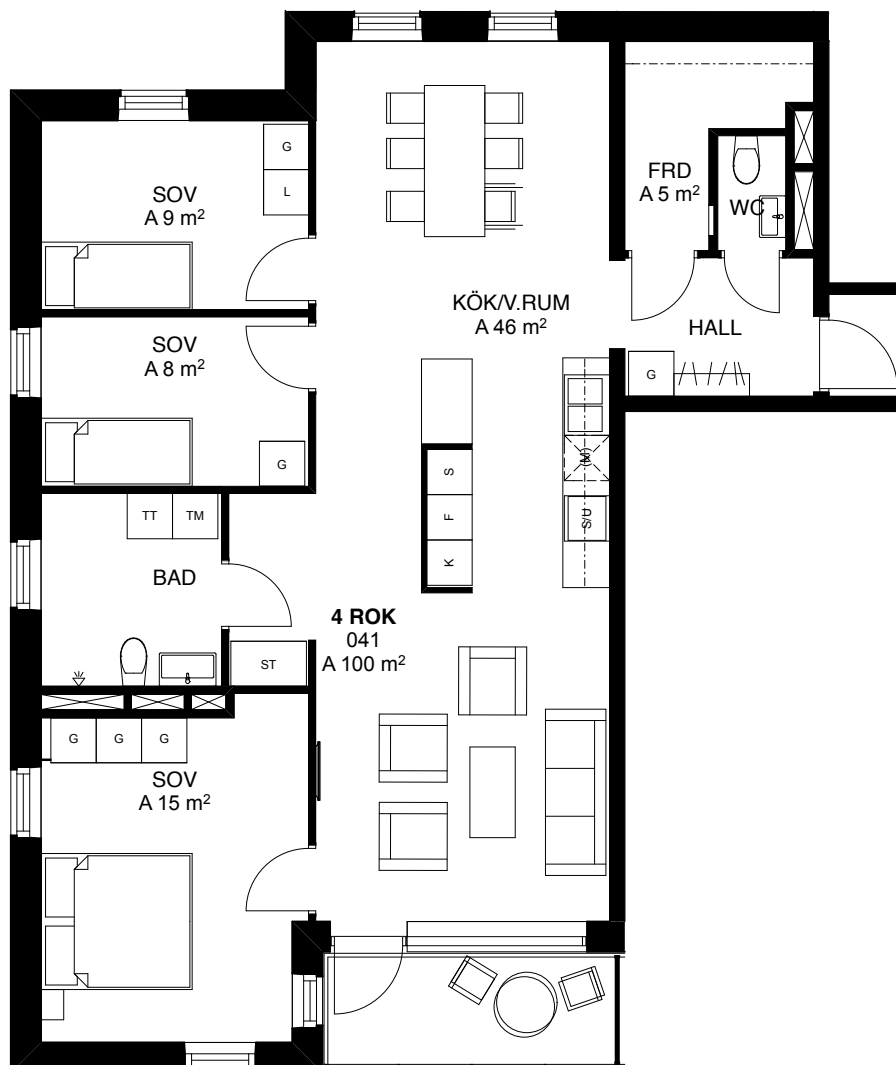 G
L
SOV
A 9 m²
FRD
A 5 m²
WC
KÖK/V.RUM
A 46 m²
HALL
SOV
A 8 m²
G
G
(M)
S
F
K
S/U
TT
TM
BAD
4 ROK
041
A 100 m²
ST
G
G
G
SOV
A 15 m²